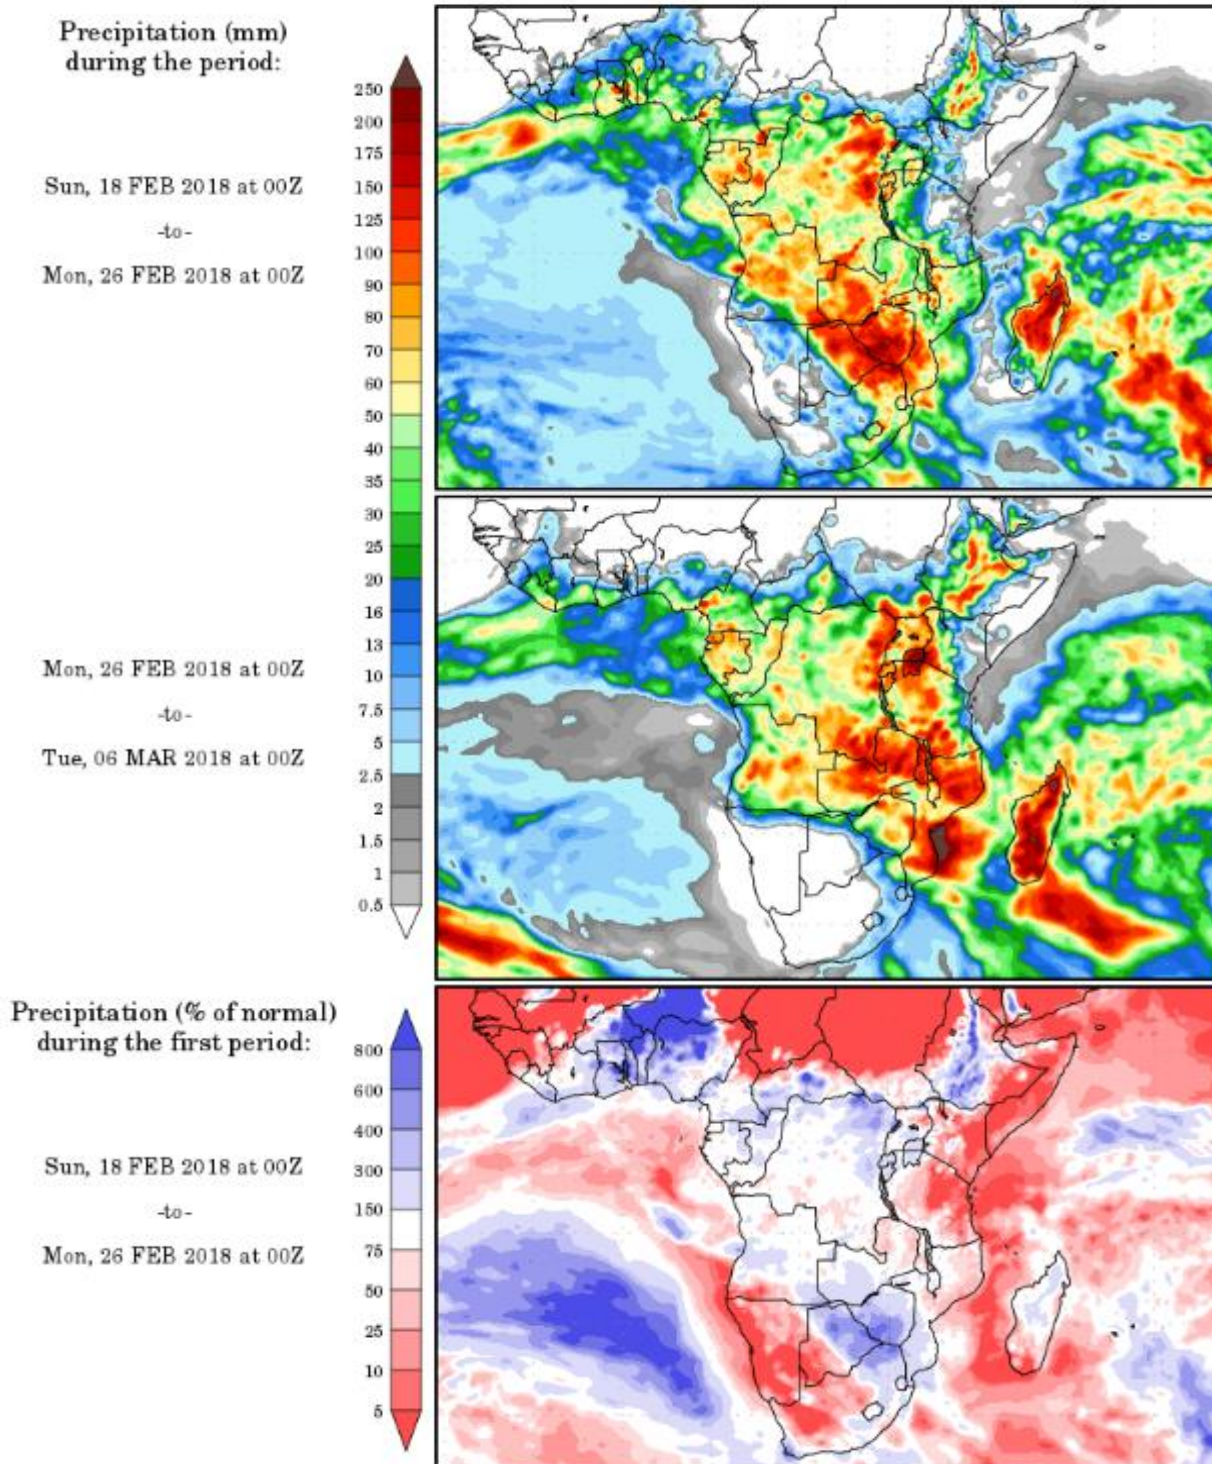 Precipitation (mm)
during the period:
Sun, 18 FEB 2018 at 00Z
-to-
Mon, 26 FEB 2018 at 00Z
Mon, 26 FEB 2018 at 00Z
-to-
Tue, 06 MAR 2018 at 00Z
250
200
175
150
125
100
90
80
70
60
50
40
35
30
25
20
16
13
10
7.5
5
2.5
2
1.5
1
0.5
Precipitation (% of normal)
during the first period:
Sun, 18 FEB 2018 at 00Z
-to-
Mon, 26 FEB 2018 at 00Z
800
600
400
300
150
75
50
25
10
5